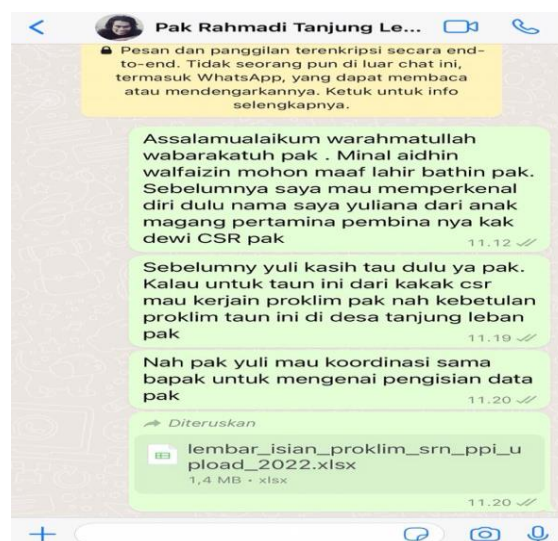 Pak Rahmadi Tanjung Le...
Pesan dan panggilan terenkripsi secara end-
to-end. Tidak seorang pun di luar chat ini,
termasuk WhatsApp, yang dapat membaca
atau mendengarkannya. Ketuk untuk info
selengkapnya.
Assalamualaikum warahmatullah
wabarakatuh pak . Minal aidhin
walfaizin mohon maaf lahir bathin pak.
Sebelumnya saya mau memperkenal
diri dulu nama saya yuliana dari anak
magang pertamina pembina nya kak
dewi CSR pak
11.12
Sebelumny yuli kasih tau dulu ya pak.
Kalau untuk taun ini dari kakak csr
mau kerjain proklim pak nah kebetulan
proklim taun ini di desa tanjung leban
pak
11.19
Nah pak yuli mau koordinasi sama
bapak untuk mengenai pengisian data
pak
11.20
Diteruskan
lembar_isian_proklim_srn_ppi_u
pload_2022.xlsx
1,4 MB • xlsx
11.20